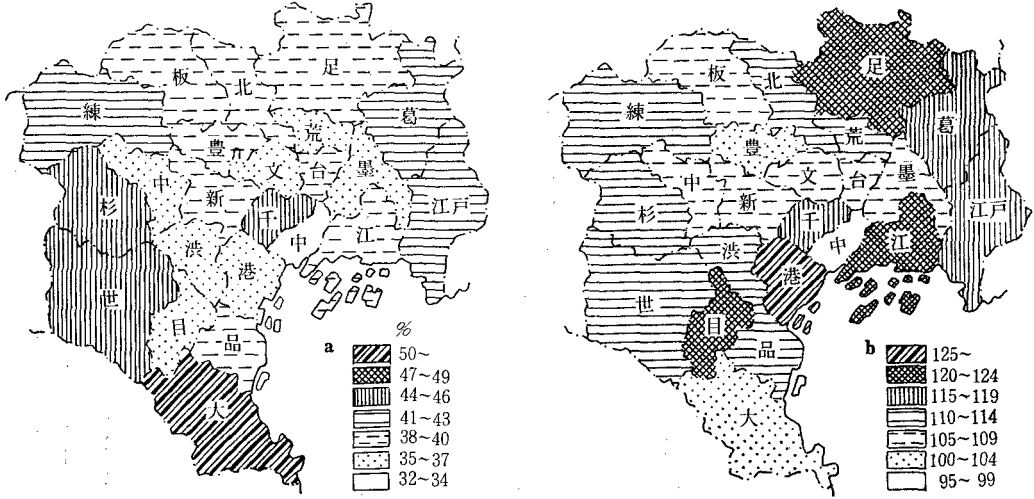 板
北
足
練
葛
荒
豊
文
台
墨
中
新
杉
千
江戸
渋
中
江
港
世
目
品
大
a
%
50~
47~49
44~46
41~43
38~40
35~37
32~34
板
北
足
練
葛
荒
豊
文
台
墨
中
新
杉
千
江戸
渋
中
江
港
世
目
品
大
b
125~
120~124
115~119
110~114
105~109
100~104
95~99